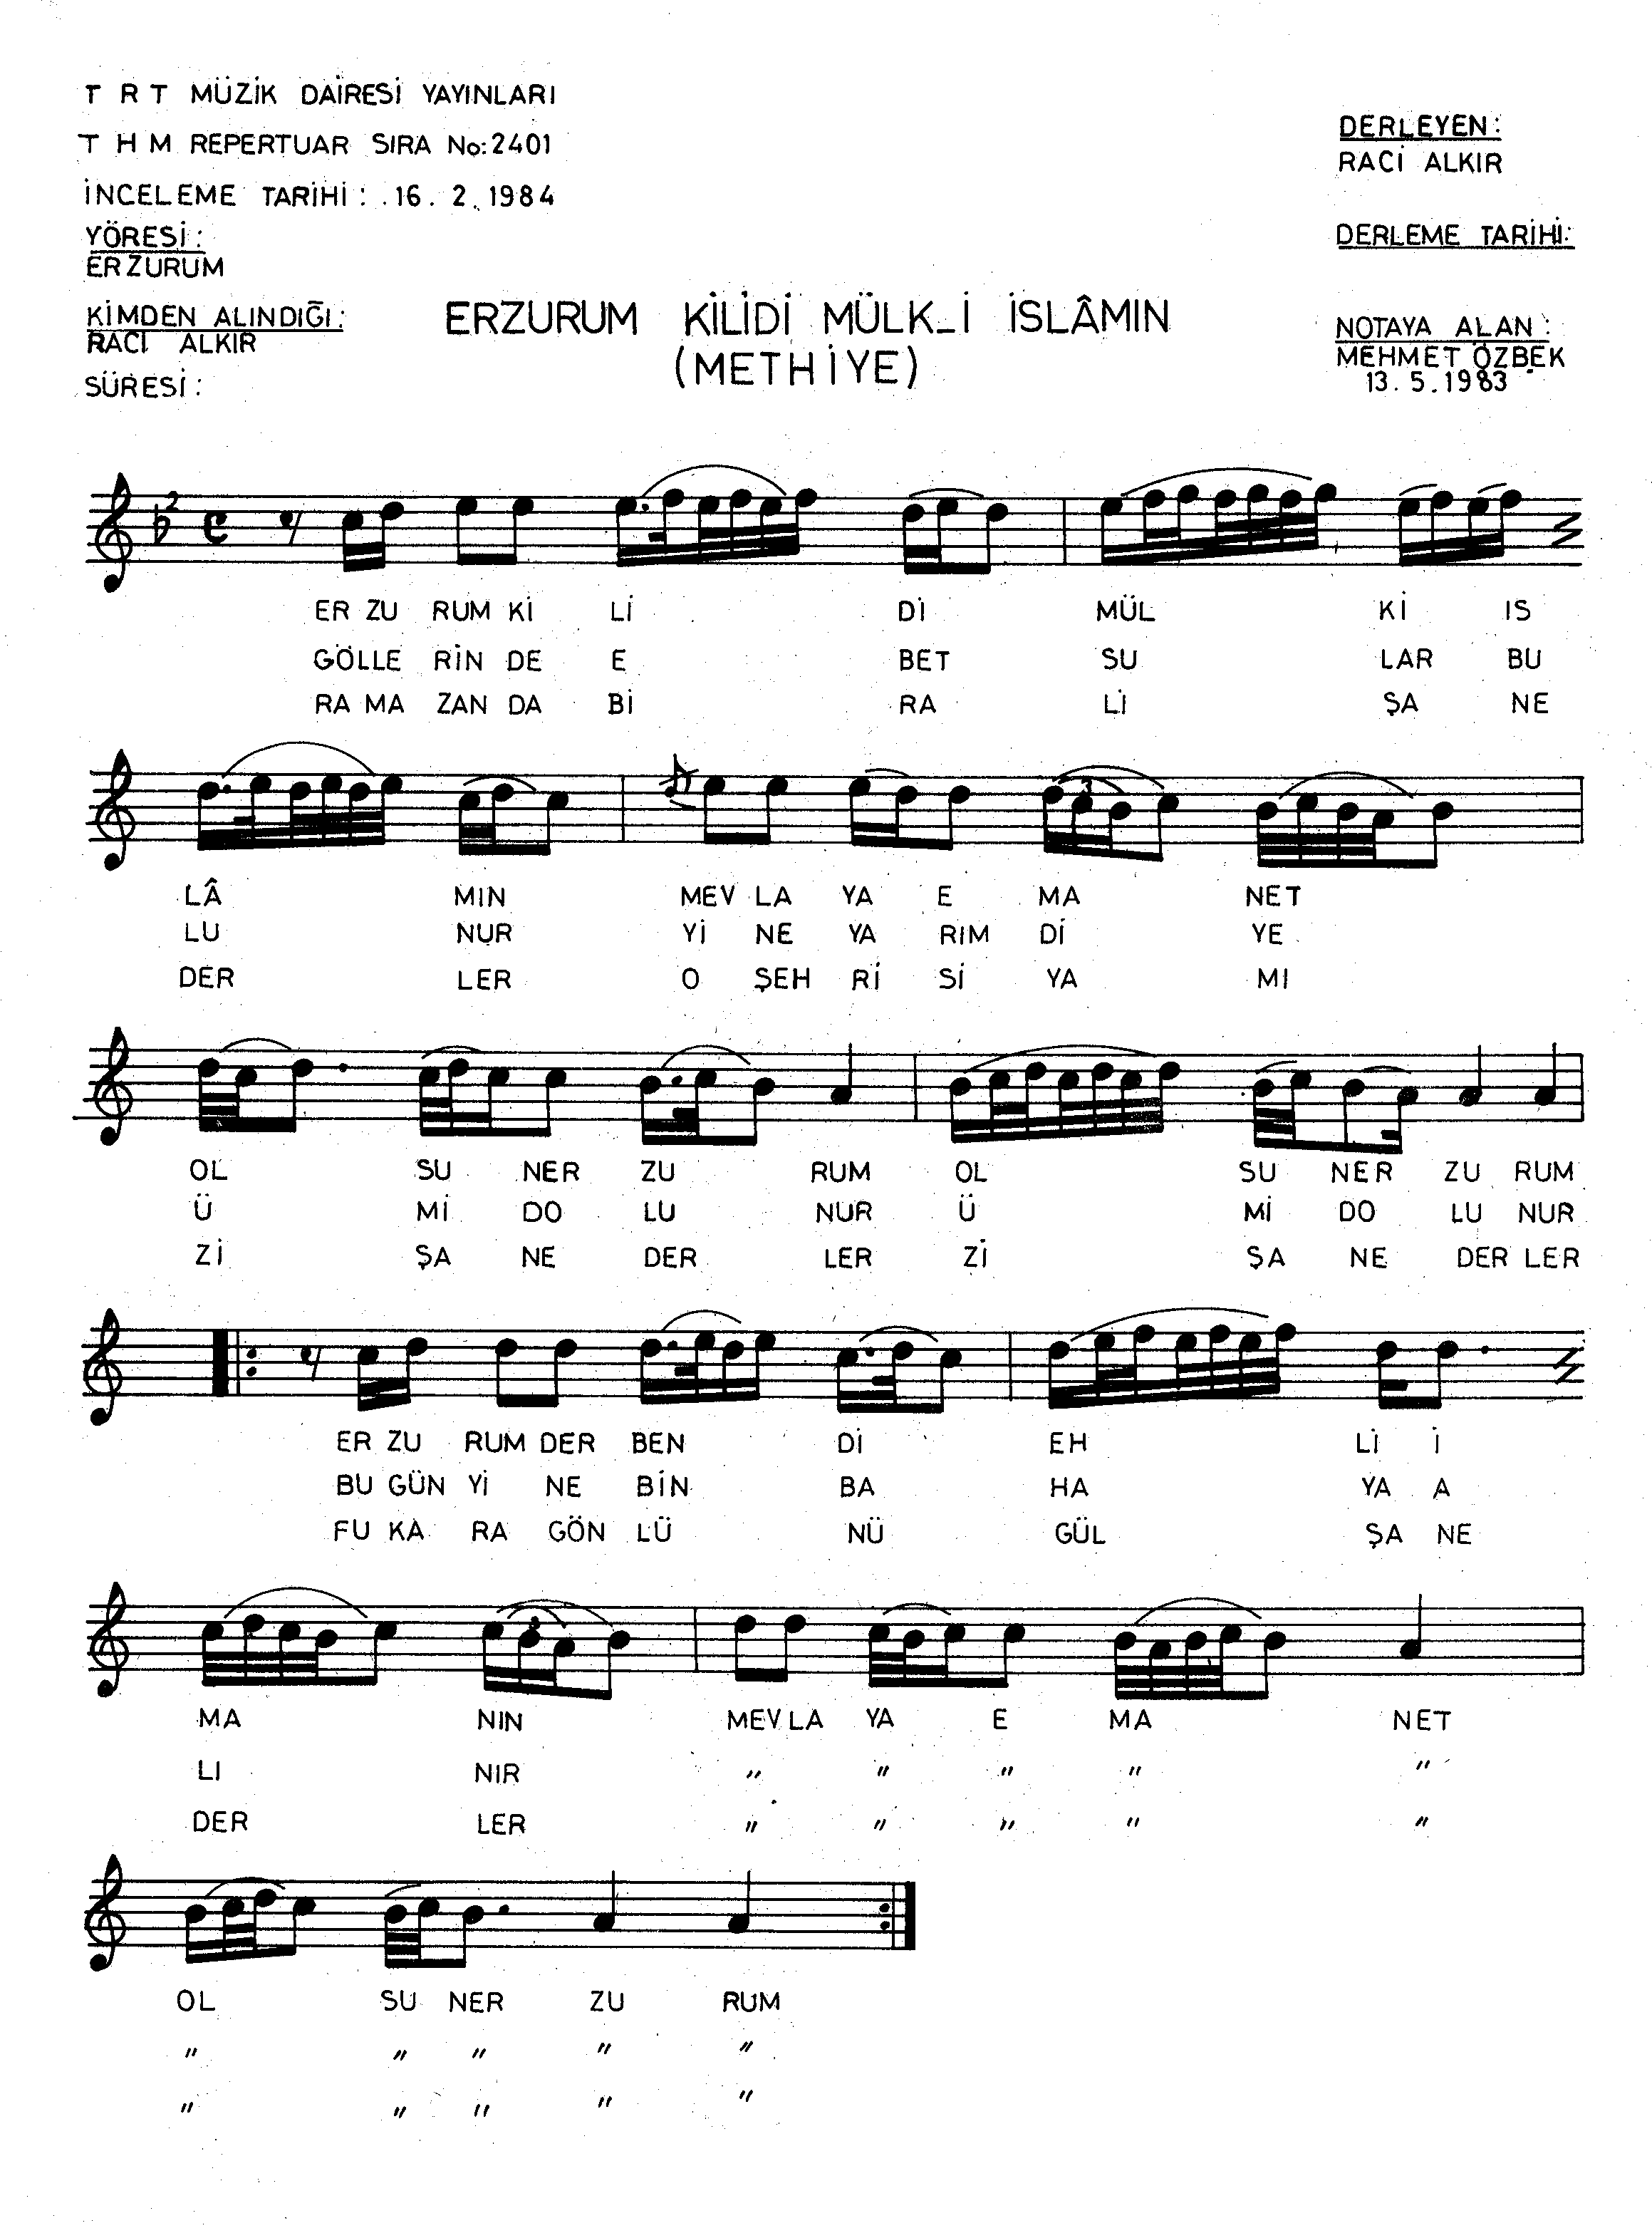 T R T MÜZİK DAİRESİ YAYINLARI
T H M REPERTUAR SIRA No: 2401
İNCELEME TARİHİ : 16. 2. 1984
YÖRESİ :
ERZURUM
KİMDEN ALINDIĞI :
RACI ALKIR
SÜRESİ :
DERLEYEN :
RACİ ALKIR
DERLEME TARİHİ:
NOTAYA ALAN :
MEHMET ÖZBEK
13. 5. 1983
ERZURUM KİLİDİ MÜLK_İ İSLÂMIN
(METHİYE)
2
ER ZU RUM Kİ Lİ Dİ MÜL Kİ IS
GÖLLE RİN DE E BET SU LAR BU
RA MA ZAN DA Bİ RA Lİ ŞA NE
3
LÂ MIN MEV LA YA E MA NET
LU NUR Yİ NE YA RIM Dİ YE
DER LER O ŞEH Rİ Sİ YA MI
OL SU NER ZU RUM OL SU NER ZU RUM
Ü Mİ DO LU NUR Ü Mİ DO LU NUR
Zİ ŞA NE DER LER Zİ ŞA NE DER LER
ER ZU RUM DER BEN Dİ EH Lİ İ
BU GÜN Yİ NE BİN BA HA YA A
FU KA RA GÖN LÜ NÜ GÜL ŞA NE
3
MA NIN MEV LA YA E MA NET
LI NIR " " " " "
DER LER " " " " "
OL SU NER ZU RUM
" " " " "
" " " " "